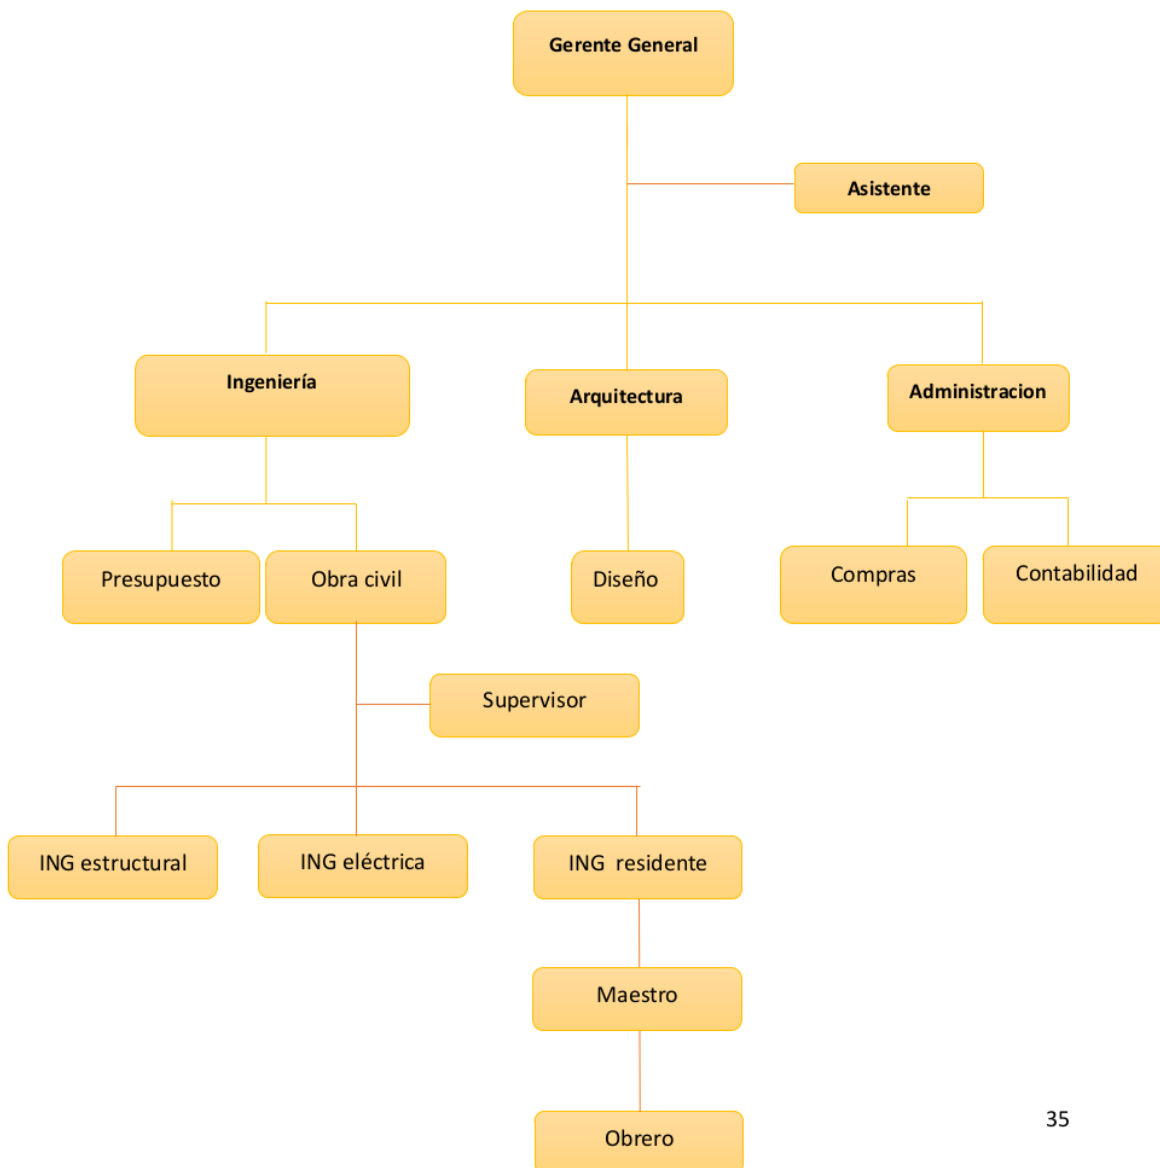 Gerente General
Asistente
Ingeniería
Arquitectura
Administracion
Presupuesto
Obra civil
Diseño
Compras
Contabilidad
Supervisor
ING estructural
ING eléctrica
ING  residente
Maestro
Obrero
35